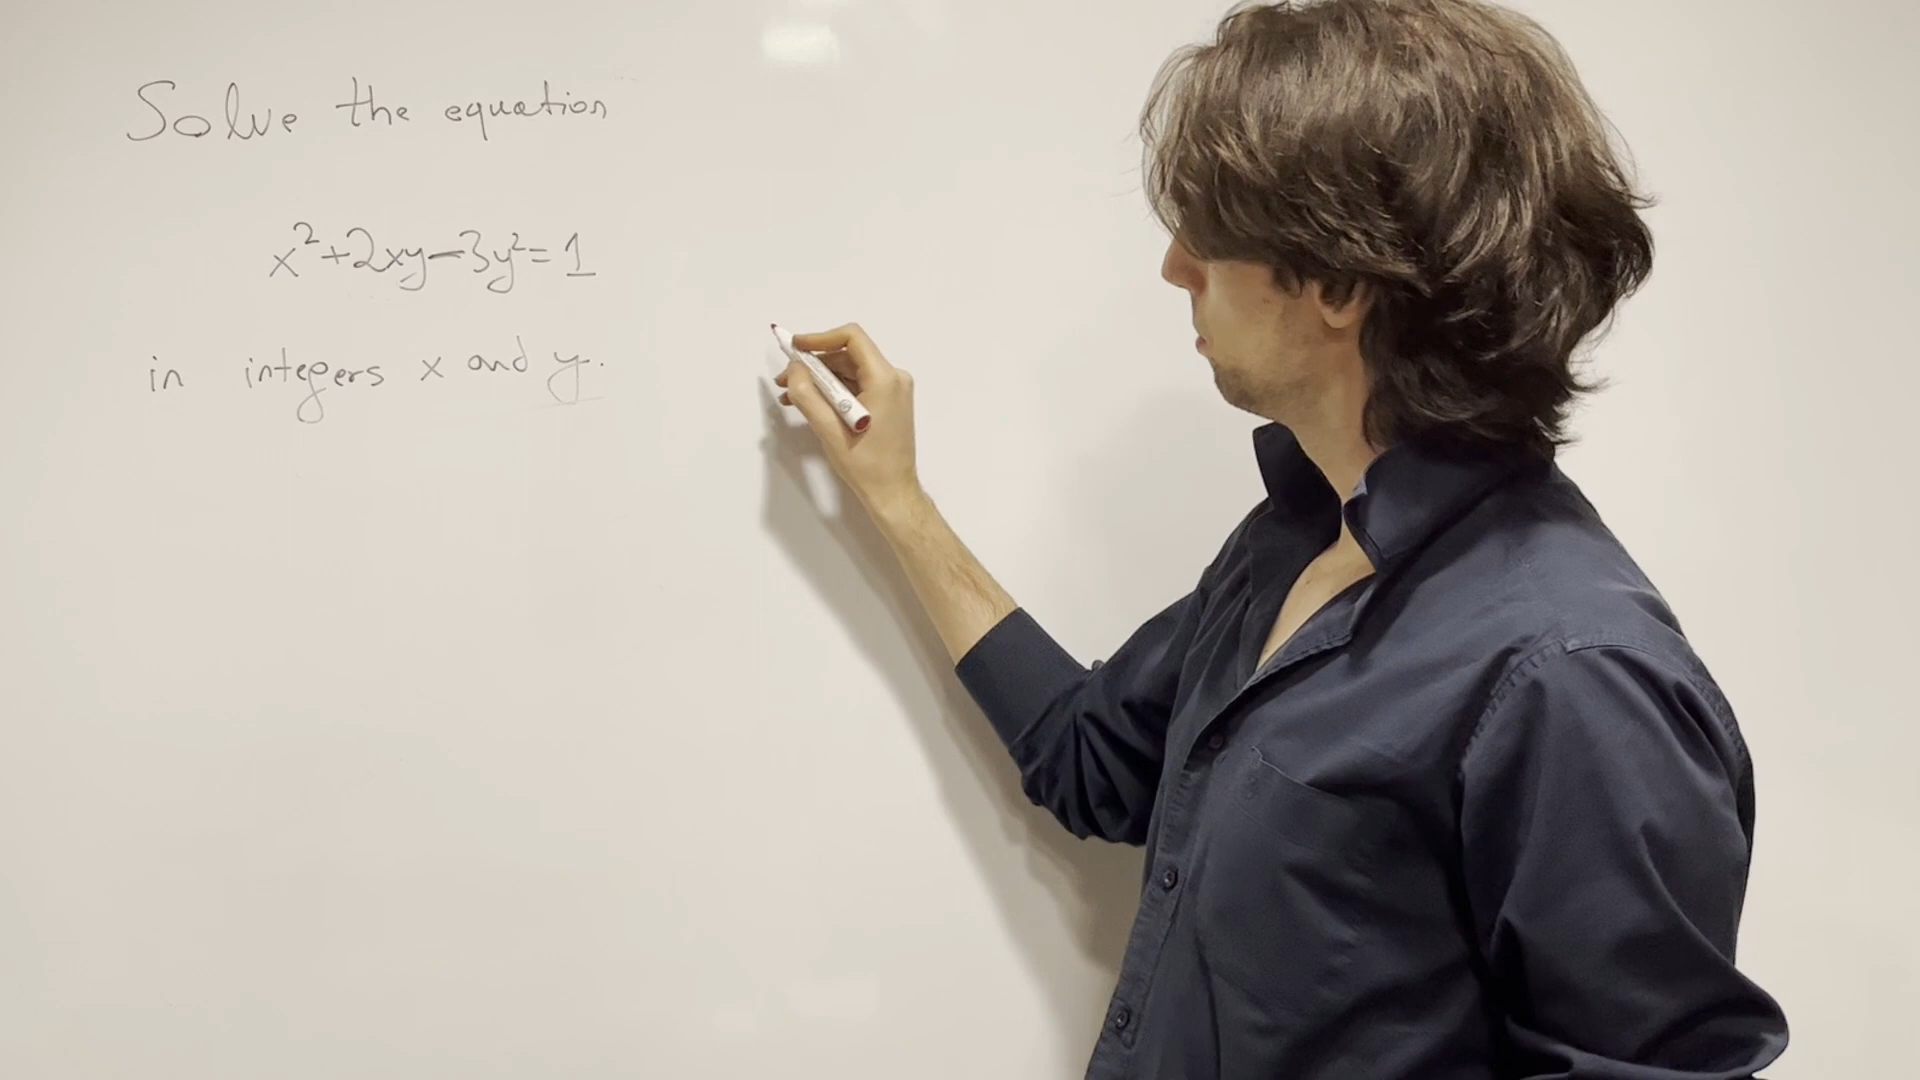 Solve the equation
x²+2xy-3y²=1
in integers x and y.